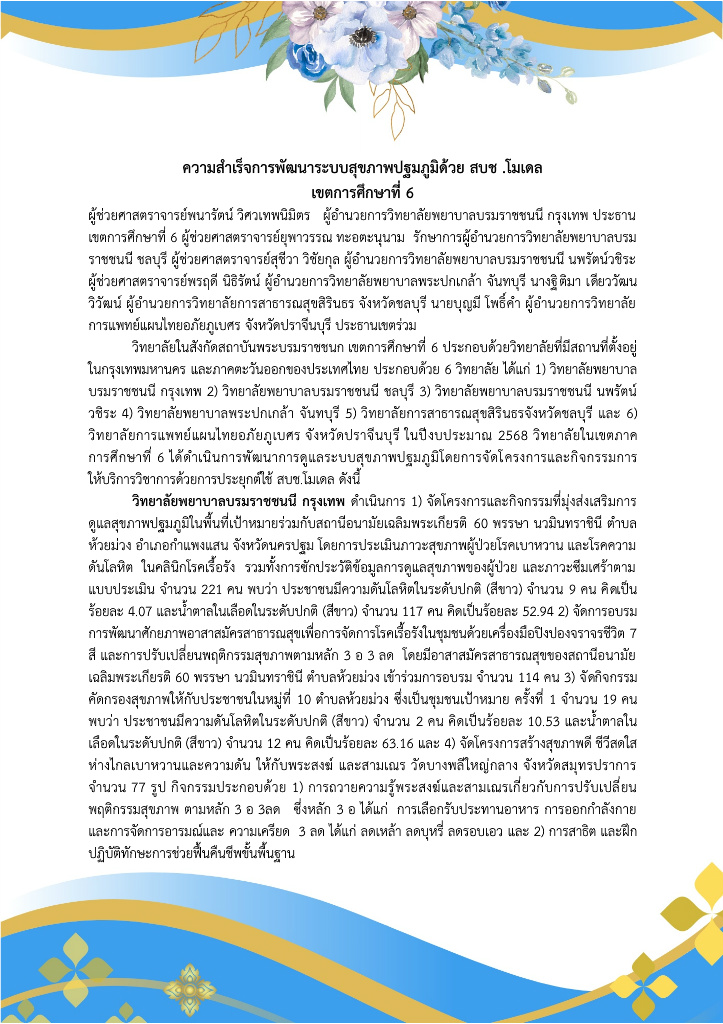 ความสำเร็จการพัฒนาระบบสุขภาพปฐมภูมิด้วย สบช .โมเดล
เขตการศึกษาที่ 6
ผู้ช่วยศาสตราจารย์พนารัตน์ วิศวเทพนิมิตร   ผู้อำนวยการวิทยาลัยพยาบาลบรมราชชนนี กรุงเทพ ประธาน
เขตการศึกษาที่ 6 ผู้ช่วยศาสตราจารย์ยุพาวรรณ ทะอตะนุนาม  รักษาการผู้อำนวยการวิทยาลัยพยาบาลบรม
ราชชนนี ชลบุรี ผู้ช่วยศาสตราจารย์สุชีวา วิชัยกุล ผู้อำนวยการวิทยาลัยพยาบาลบรมราชชนนี นพรัตน์วชิระ
ผู้ช่วยศาสตราจารย์พรฤดี นิธิรัตน์ ผู้อำนวยการวิทยาลัยพยาบาลพระปกเกล้า จันทบุรี นางฐิติมา เดียววัฒน
วิวัฒน์ ผู้อำนวยการวิทยาลัยการสาธารณสุขสิรินธร จังหวัดชลบุรี นายบุญมี โพธิ์คำ ผู้อำนวยการวิทยาลัย
การแพทย์แผนไทยอภัยภูเบศร จังหวัดปราจีนบุรี ประธานเขตร่วม
วิทยาลัยในสังกัดสถาบันพระบรมราชชนก เขตการศึกษาที่ 6 ประกอบด้วยวิทยาลัยที่มีสถานที่ตั้งอยู่
ในกรุงเทพมหานคร และภาคตะวันออกของประเทศไทย ประกอบด้วย 6 วิทยาลัย ได้แก่ 1) วิทยาลัยพยาบาล
บรมราชชนนี กรุงเทพ 2) วิทยาลัยพยาบาลบรมราชชนนี ชลบุรี 3) วิทยาลัยพยาบาลบรมราชชนนี นพรัตน์
วชิระ 4) วิทยาลัยพยาบาลพระปกเกล้า จันทบุรี 5) วิทยาลัยการสาธารณสุขสิรินธรจังหวัดชลบุรี และ 6)
วิทยาลัยการแพทย์แผนไทยอภัยภูเบศร จังหวัดปราจีนบุรี ในปีงบประมาณ 2568 วิทยาลัยในเขตภาค
การศึกษาที่ 6 ได้ดำเนินการพัฒนาการดูแลระบบสุขภาพปฐมภูมิโดยการจัดโครงการและกิจกรรมการ
ให้บริการวิชาการด้วยการประยุกต์ใช้ สบช.โมเดล ดังนี้
วิทยาลัยพยาบาลบรมราชชนนี กรุงเทพ ดำเนินการ 1) จัดโครงการและกิจกรรมที่มุ่งส่งเสริมการ
ดูแลสุขภาพปฐมภูมิในพื้นที่เป้าหมายร่วมกับสถานีอนามัยเฉลิมพระเกียรติ 60 พรรษา นวมินทราชินี ตำบล
ห้วยม่วง อำเภอกำแพงแสน จังหวัดนครปฐม โดยการประเมินภาวะสุขภาพผู้ป่วยโรคเบาหวาน และโรคความ
ดันโลหิต ในคลินิกโรคเรื้อรัง  รวมทั้งการซักประวัติข้อมูลการดูแลสุขภาพของผู้ป่วย และภาวะซึมเศร้าตาม
แบบประเมิน จำนวน 221 คน พบว่า ประชาชนมีความดันโลหิตในระดับปกติ (สีขาว) จำนวน 9 คน คิดเป็น
ร้อยละ 4.07 และน้ำตาลในเลือดในระดับปกติ (สีขาว) จำนวน 117 คน คิดเป็นร้อยละ 52.94 2) จัดการอบรม
การพัฒนาศักยภาพอาสาสมัครสาธารณสุขเพื่อการจัดการโรคเรื้อรังในชุมชนด้วยเครื่องมือปิงปองจราจรชีวิต 7
สี และการปรับเปลี่ยนพฤติกรรมสุขภาพตามหลัก 3 อ 3 ลด  โดยมีอาสาสมัครสาธารณสุขของสถานีอนามัย
เฉลิมพระเกียรติ 60 พรรษา นวมินทราชินี ตำบลห้วยม่วง เข้าร่วมการอบรม จำนวน 114 คน 3) จัดกิจกรรม
คัดกรองสุขภาพให้กับประชาชนในหมู่ที่ 10 ตำบลห้วยม่วง ซึ่งเป็นชุมชนเป้าหมาย ครั้งที่ 1 จำนวน 19 คน
พบว่า ประชาชนมีความดันโลหิตในระดับปกติ (สีขาว) จำนวน 2 คน คิดเป็นร้อยละ 10.53 และน้ำตาลใน
เลือดในระดับปกติ (สีขาว) จำนวน 12 คน คิดเป็นร้อยละ 63.16 และ 4) จัดโครงการสร้างสุขภาพดี ชีวีสดใส
ห่างไกลเบาหวานและความดัน ให้กับพระสงฆ์ และสามเณร วัดบางพลีใหญ่กลาง จังหวัดสมุทรปราการ
จำนวน 77 รูป กิจกรรมประกอบด้วย 1) การถวายความรู้พระสงฆ์และสามเณรเกี่ยวกับการปรับเปลี่ยน
พฤติกรรมสุขภาพ ตามหลัก 3 อ 3ลด   ซึ่งหลัก 3 อ ได้แก่  การเลือกรับประทานอาหาร การออกกำลังกาย
และการจัดการอารมณ์และ ความเครียด  3 ลด ได้แก่ ลดเหล้า ลดบุหรี่ ลดรอบเอว และ 2) การสาธิต และฝึก
ปฏิบัติทักษะการช่วยฟื้นคืนชีพขั้นพื้นฐาน